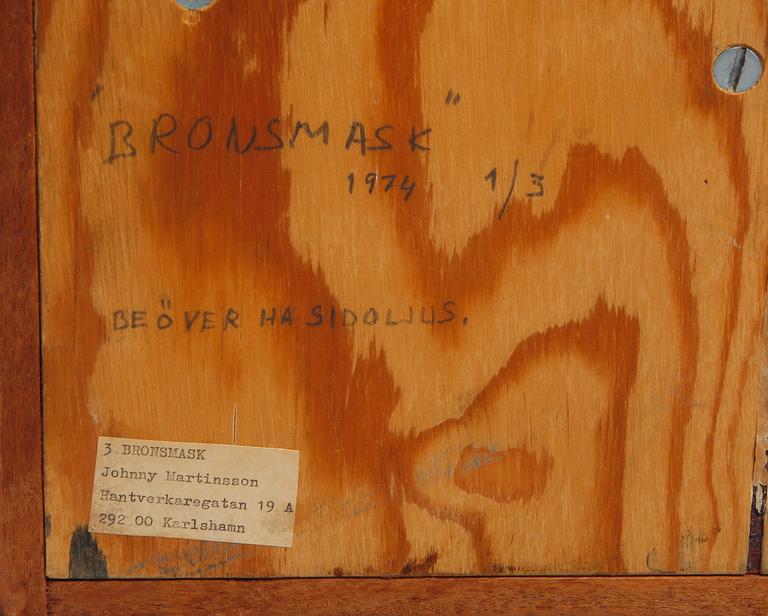 "BRONSMASK"
1974 1/3
BEÖVER HA SIDOLJUS.
3 BRONSMASK
Johnny Martinsson
Hantverkaregatan 19 A
292 00 Karlshamn